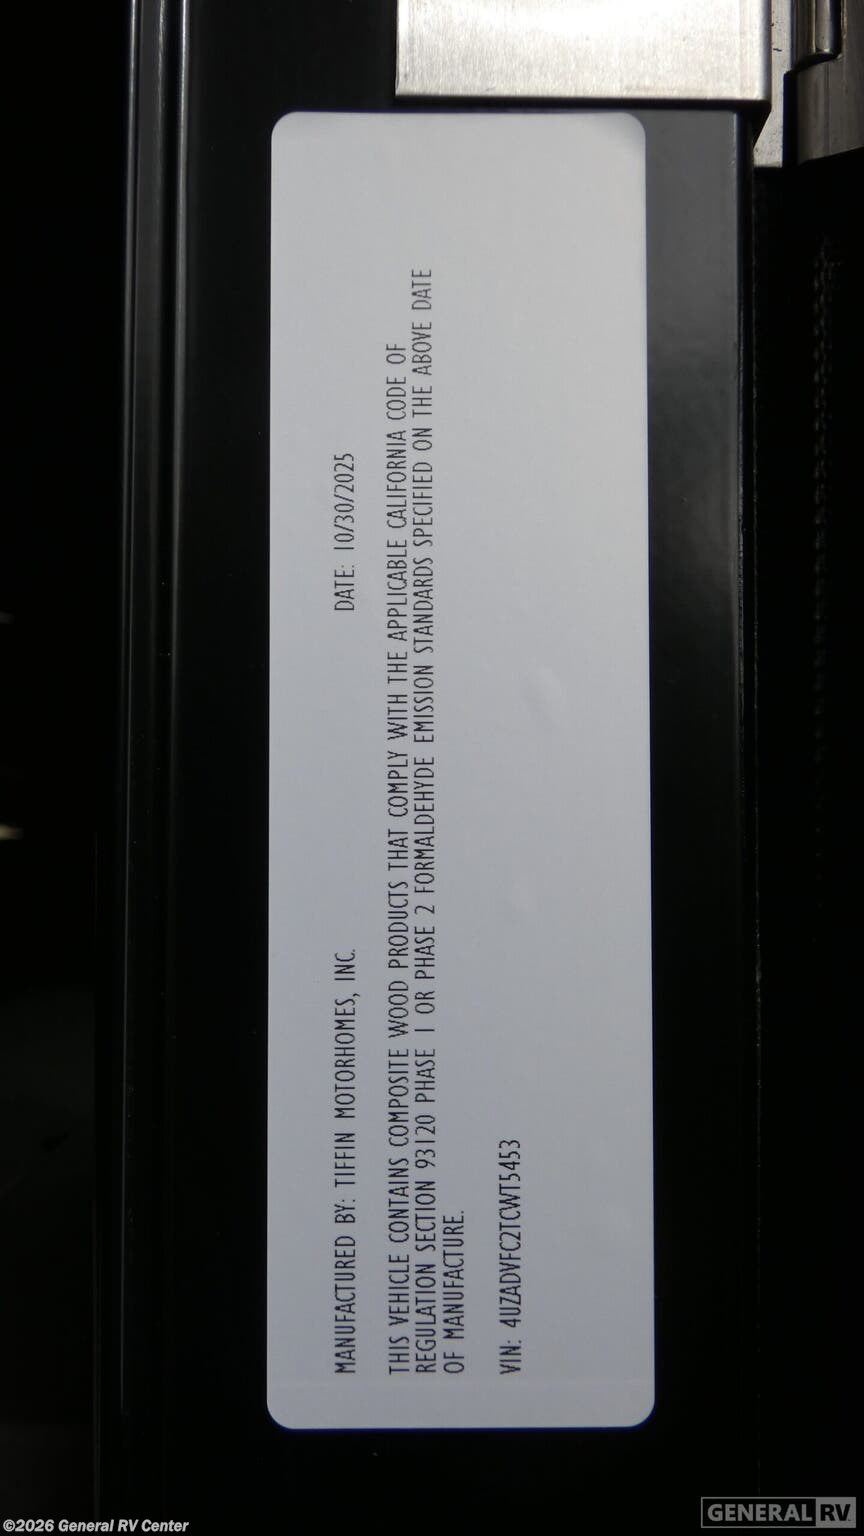 MANUFACTURED BY: TIFFIN MOTORHOMES, INC. DATE: 10/30/2025
THIS VEHICLE CONTAINS COMPOSITE WOOD PRODUCTS THAT COMPLY WITH THE APPLICABLE CALIFORNIA CODE OF
REGULATION SECTION 93120 PHASE 1 OR PHASE 2 FORMALDEHYDE EMISSION STANDARDS SPECIFIED ON THE ABOVE DATE
OF MANUFACTURE.
VIN: 4UZADVFC2TCWT5453
©2026 General RV Center
GENERAL RV